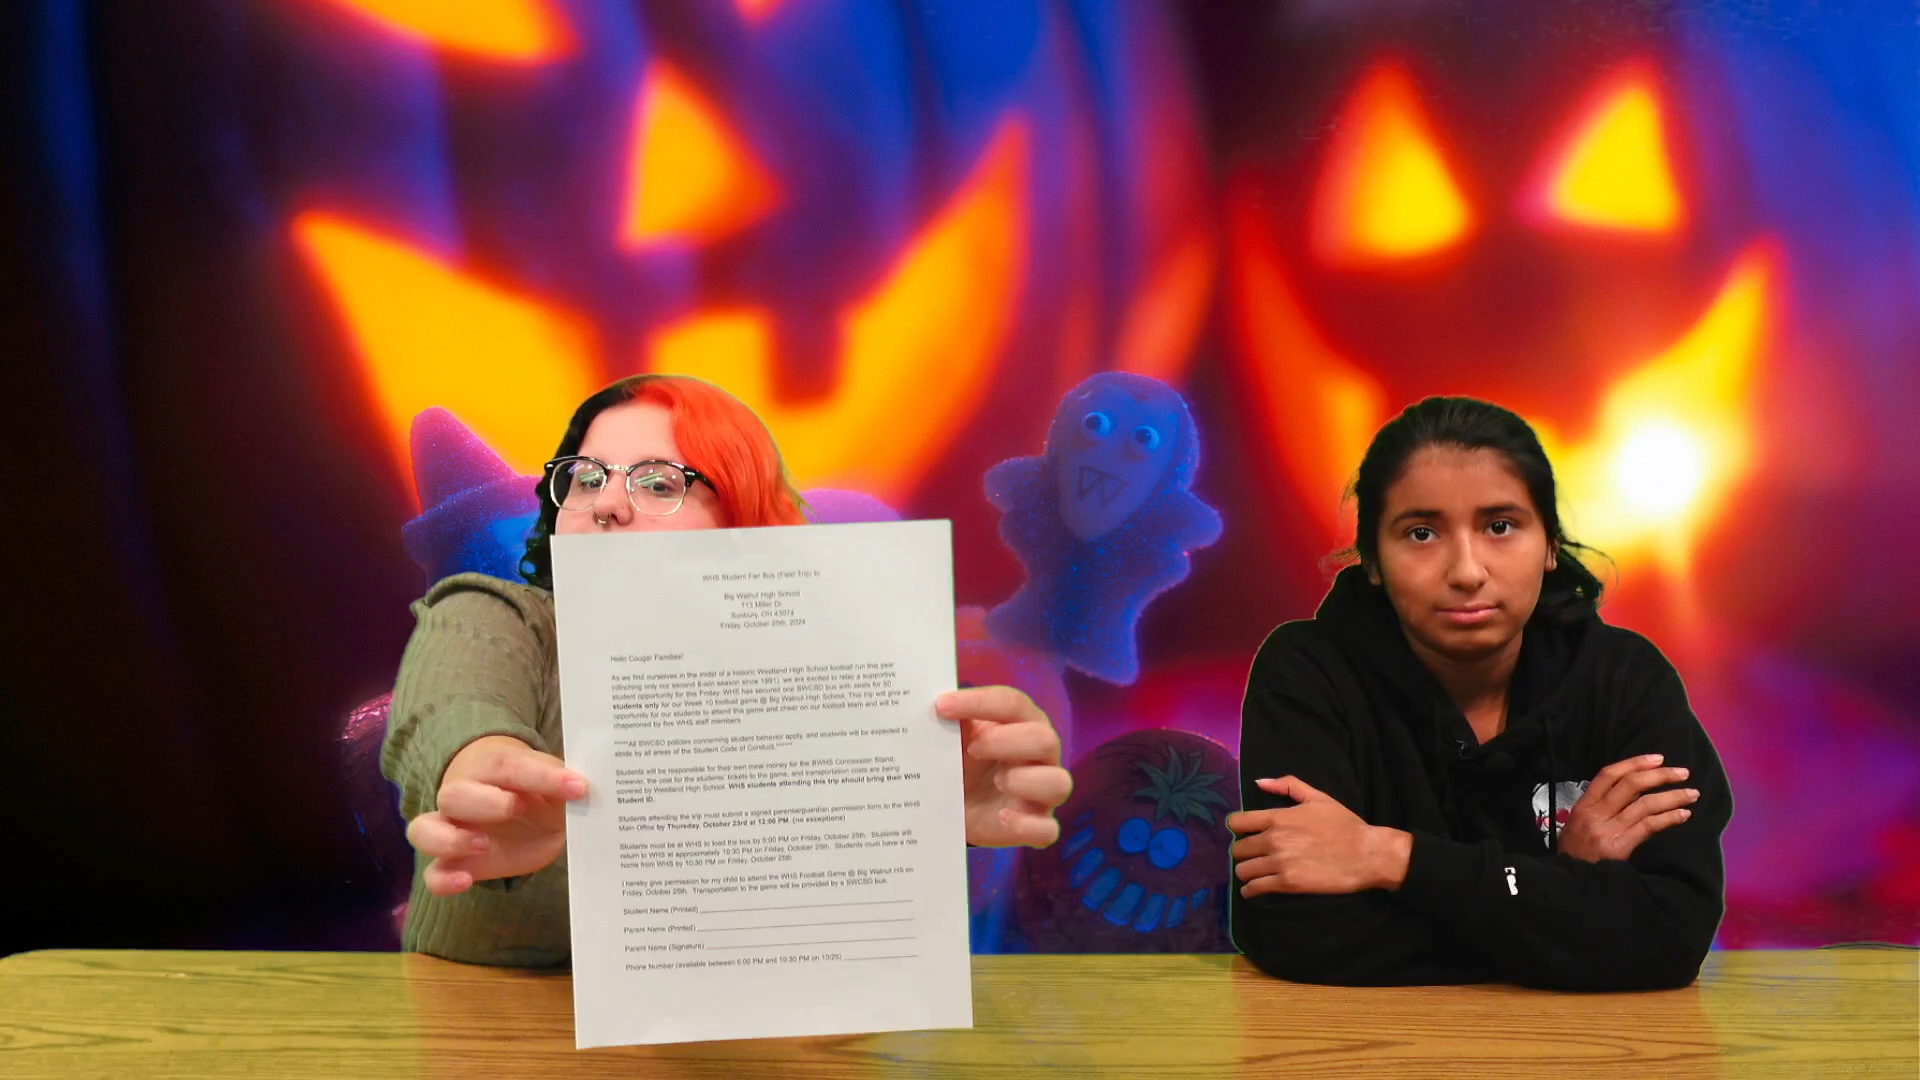 WHS Student Fan Bus (Field Trip) to
Big Walnut High School
713 Miller Dr.
Sunbury, OH 43074
Friday, October 25th, 2024
Hello Cougar Families!
As we find ourselves in the midst of a historic Westland High School football run this year
(clinching only our second 8-win season since 1991), we are excited to relay a supportive
student opportunity for this Friday. WHS has secured one SWCSD bus with seats for 50
students only for our Week 10 football game @ Big Walnut High School. This trip will give an
opportunity for our students to attend this game and cheer on our football team and will be
chaperoned by five WHS staff members.
*****All SWCSD policies concerning student behavior apply, and students will be expected to
abide by all areas of the Student Code of Conduct.******
Students will be responsible for their own meal money for the BWHS Concession Stand;
however, the cost for the students' tickets to the game, and transportation costs are being
covered by Westland High School. WHS students attending this trip should bring their WHS
Student ID.
Students attending the trip must submit a signed parental/guardian permission form to the WHS
Main Office by Thursday, October 23rd at 12:06 PM. (no exceptions)
Students must be at WHS to load the bus by 5:00 PM on Friday, October 25th. Students will
return to WHS at approximately 10:30 PM on Friday, October 25th. Students must have a ride
home from WHS by 10:30 PM on Friday, October 25th.
I hereby give permission for my child to attend the WHS Football Game @ Big Walnut HS on
Friday, October 25th. Transportation to the game will be provided by a SWCSD bus.
Student Name (Printed)
Parent Name (Printed)
Parent Name (Signature)
Phone Number (available between 6:00 PM and 10:30 PM on 10/25)